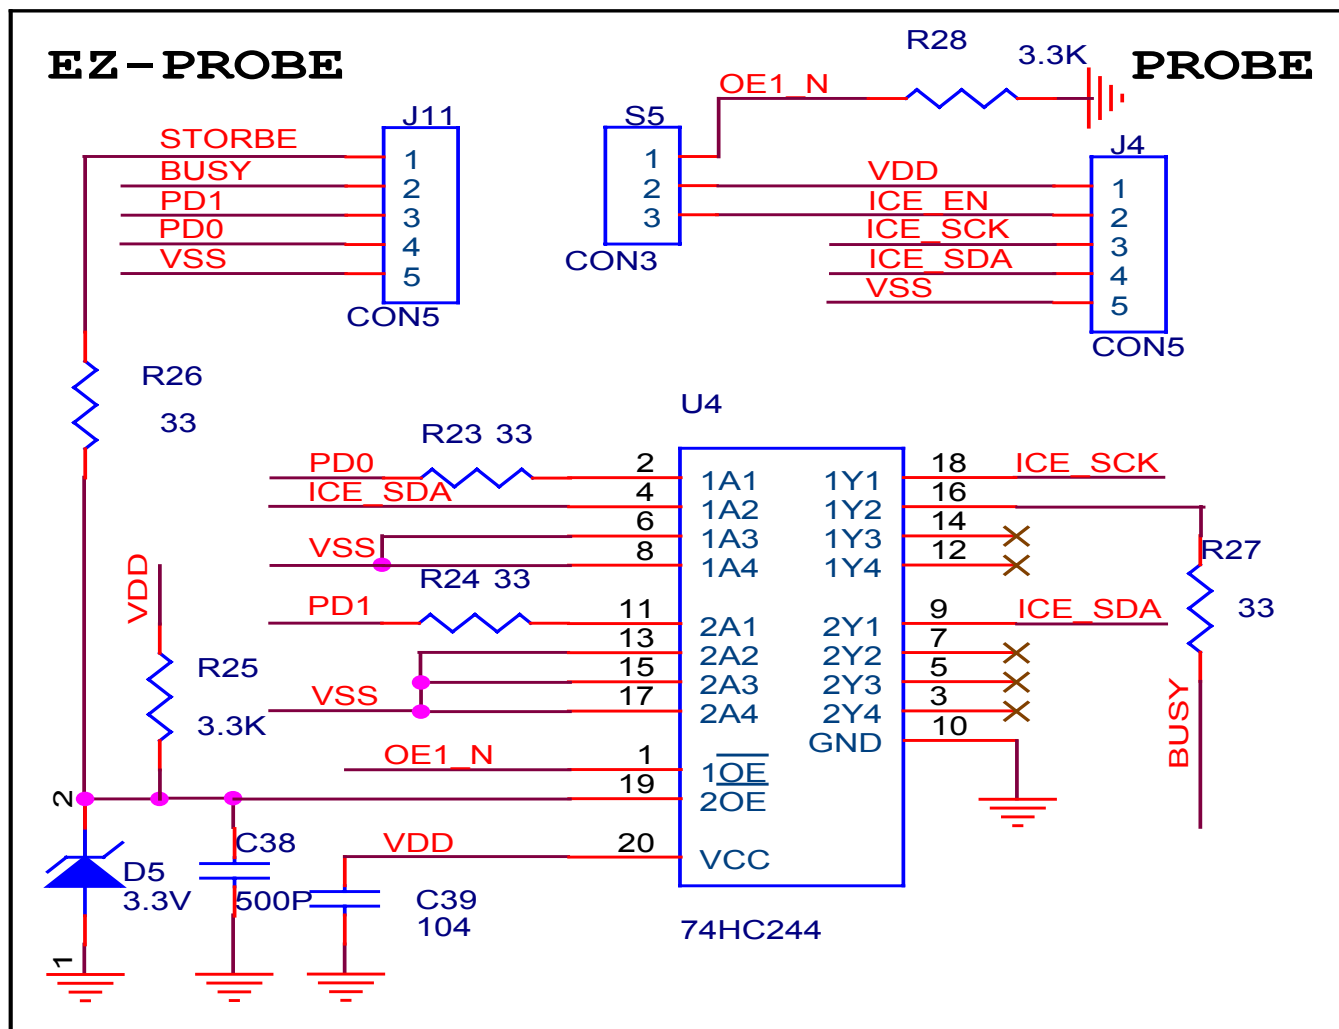 EZ-PROBE
PROBE
R28
3.3K
OE1_N
J11
STORBE
1
BUSY
2
PD1
3
PD0
4
VSS
5
CON5
S5
1
2
3
CON3
J4
VDD
1
ICE_EN
2
ICE_SCK
3
ICE_SDA
4
VSS
5
CON5
R26
33
VDD
R25
3.3K
U4
R23 33
PD0
2
1A1
1Y1
18
ICE_SCK
ICE_SDA
4
1A2
1Y2
16
6
1A3
1Y3
14
VSS
8
1A4
1Y4
12
R27
33
BUSY
R24 33
PD1
11
2A1
2Y1
9
ICE_SDA
13
2A2
2Y2
7
15
2A3
2Y3
5
VSS
17
2A4
2Y4
3
GND
10
OE1_N
1
1OE
19
2OE
VDD
20
VCC
74HC244
2
D5
3.3V
1
C38
500P
C39
104